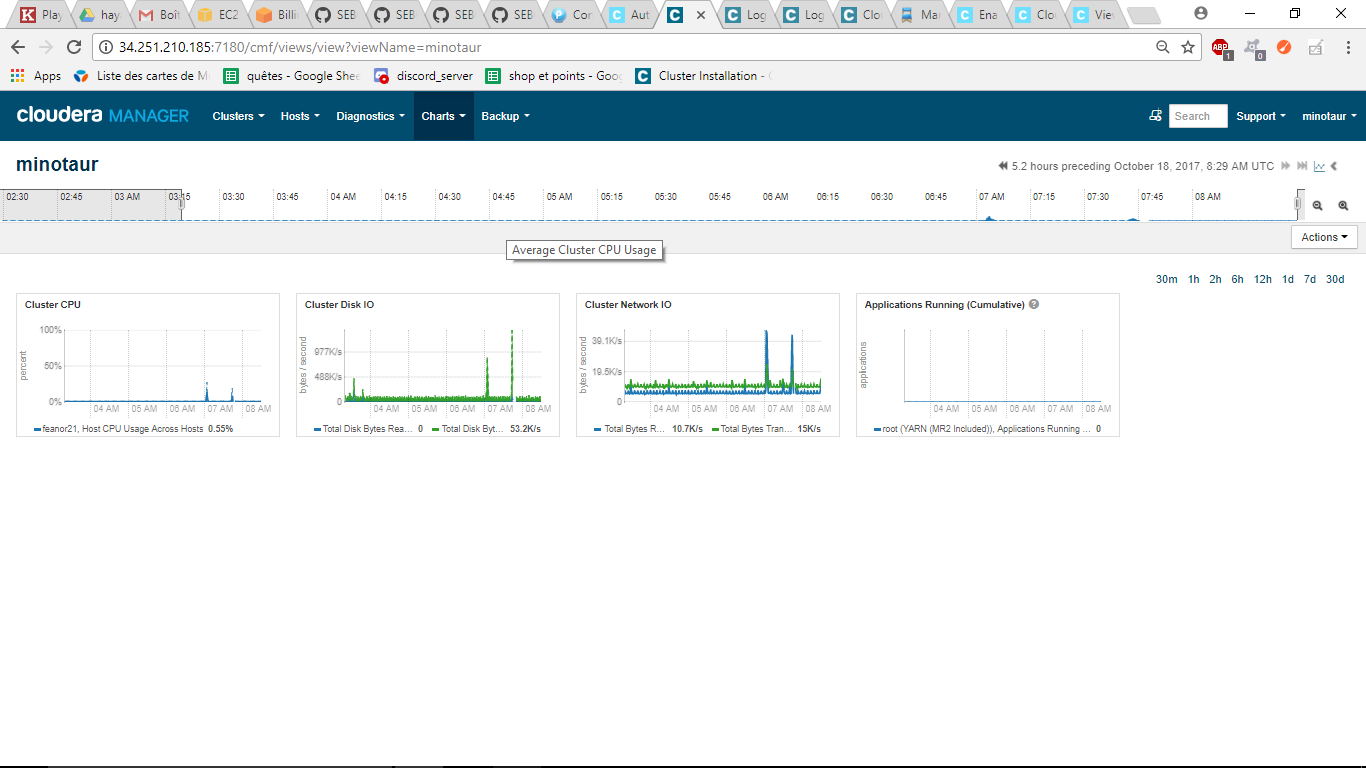 Play hay Boît EC2 Billi SEB SEB SEB SEB Cor Aut Log Log Clou Mar Ena Clou Viev
34.251.210.185:7180/cmf/views/view?viewName=minotaur
ABP 1 0
Apps Liste des cartes de M quêtes - Google Shee discord_server shop et points - Goog Cluster Installation - C
cloudera MANAGER Clusters Hosts Diagnostics Charts Backup Search Support minotaur
minotaur
5.2 hours preceding October 18, 2017, 8:29 AM UTC
02:30 02:45 03 AM 03:15 03:30 03:45 04 AM 04:15 04:30 04:45 05 AM 05:15 05:30 05:45 06 AM 06:15 06:30 06:45 07 AM 07:15 07:30 07:45 08 AM
Actions
Average Cluster CPU Usage
30m 1h 2h 6h 12h 1d 7d 30d
Cluster CPU
percent
100%
50%
0%
04 AM 05 AM 06 AM 07 AM 08 AM
feanor21, Host CPU Usage Across Hosts 0.55%
Cluster Disk IO
bytes / second
977K/s
488K/s
0
04 AM 05 AM 06 AM 07 AM 08 AM
Total Disk Bytes Rea... 0 Total Disk Byt... 53.2K/s
Cluster Network IO
bytes / second
39.1K/s
19.5K/s
0
04 AM 05 AM 06 AM 07 AM 08 AM
Total Bytes R... 10.7K/s Total Bytes Tran... 15K/s
Applications Running (Cumulative) ?
applications
04 AM 05 AM 06 AM 07 AM 08 AM
root (YARN (MR2 Included)), Applications Running ... 0